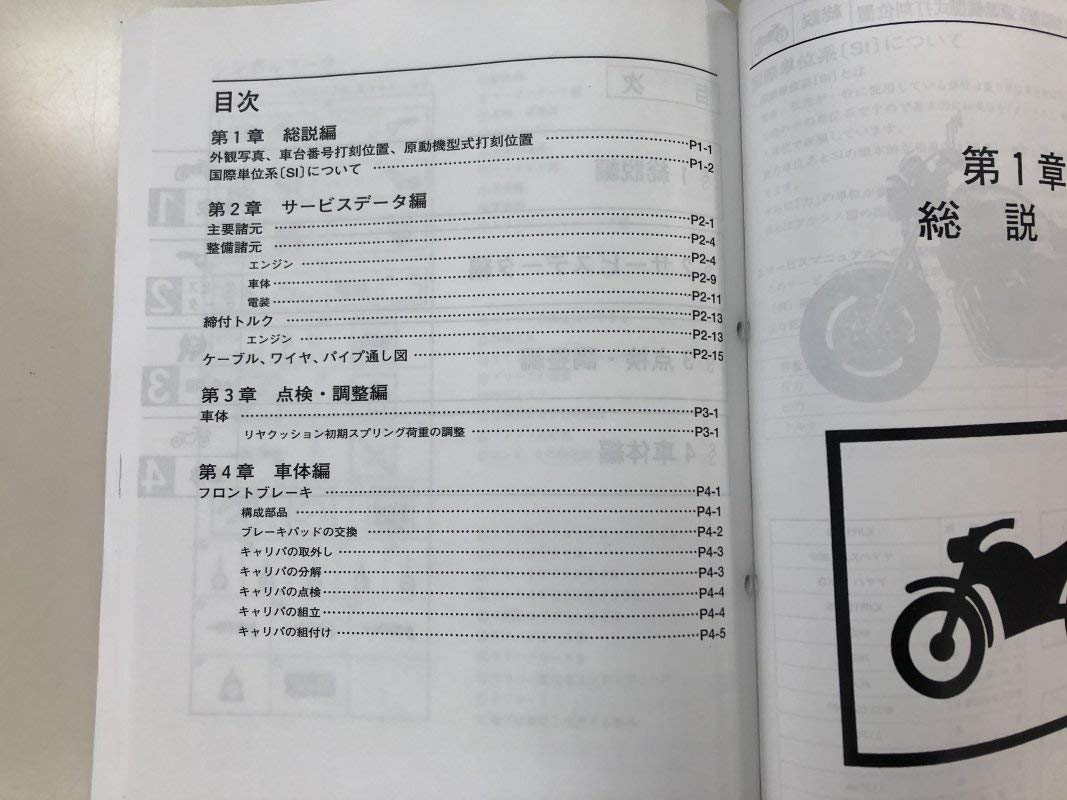 目次
第1章 総説編
外観写真、車台番号打刻位置、原動機型式打刻位置 P1-1
国際単位系〔SI〕について P1-2
第2章 サービスデータ編
主要諸元 P2-1
整備諸元 P2-4
エンジン P2-4
車体 P2-9
電装 P2-11
締付トルク P2-13
エンジン P2-13
ケーブル、ワイヤ、パイプ通し図 P2-15
第3章 点検・調整編
車体 P3-1
リヤクッション初期スプリング荷重の調整 P3-1
第4章 車体編
フロントブレーキ P4-1
構成部品 P4-1
ブレーキパッドの交換 P4-2
キャリパの取外し P4-3
キャリパの分解 P4-3
キャリパの点検 P4-4
キャリパの組立 P4-4
キャリパの組付け P4-5
第1章
総説